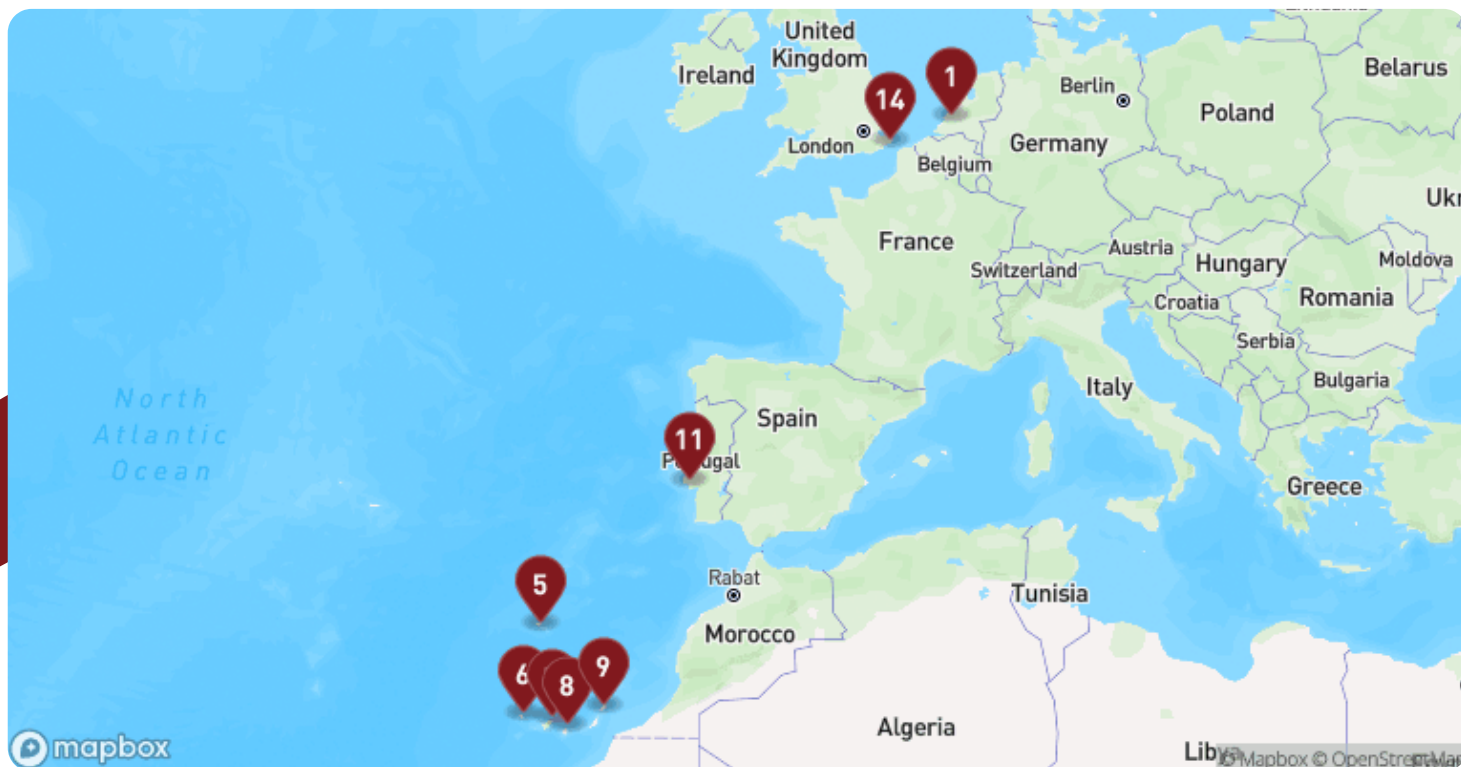 United
Kingdom
Ireland
14
1
Berlin
Belarus
Poland
London
Germany
Belgium
Ukr
France
Austria
Moldova
Switzerland
Hungary
Croatia
Romania
Serbia
Bulgaria
Italy
North
Atlantic
Ocean
Spain
11
Portugal
Greece
5
Rabat
Tunisia
Morocco
6
8
9
Algeria
mapbox
Libya
© Mapbox © OpenStreetMap